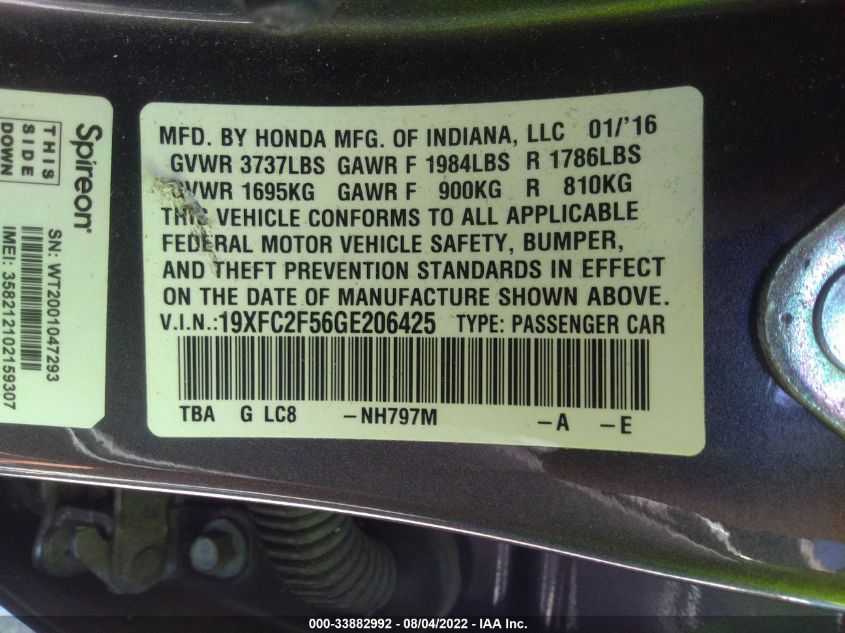 Spireon
THIS
SIDE
DOWN
SN: WT2001047293
IMEI: 358212102159307
MFD. BY HONDA MFG. OF INDIANA, LLC 01/'16
GVWR 3737LBS GAWR F 1984LBS R 1786LBS
GVWR 1695KG GAWR F 900KG R 810KG
THIS VEHICLE CONFORMS TO ALL APPLICABLE
FEDERAL MOTOR VEHICLE SAFETY, BUMPER,
AND THEFT PREVENTION STANDARDS IN EFFECT
ON THE DATE OF MANUFACTURE SHOWN ABOVE.
V.I.N.:19XFC2F56GE206425 TYPE: PASSENGER CAR
TBA G LC8 -NH797M -A -E
000-33882992 - 08/04/2022 - IAA Inc.